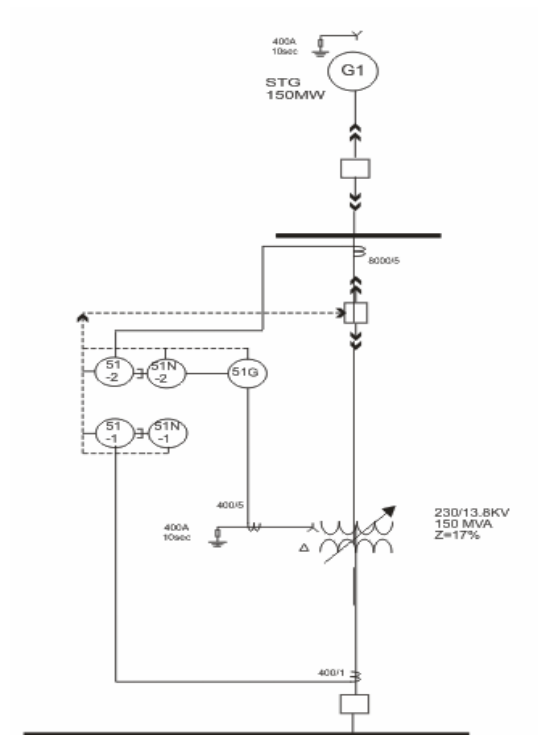 400A
10sec
G1
STG
150MW
8000/5
51
-2
51N
-2
51G
51
-1
51N
-1
400/5
400A
10sec
230/13.8KV
150 MVA
Z=17%
Δ
400/1